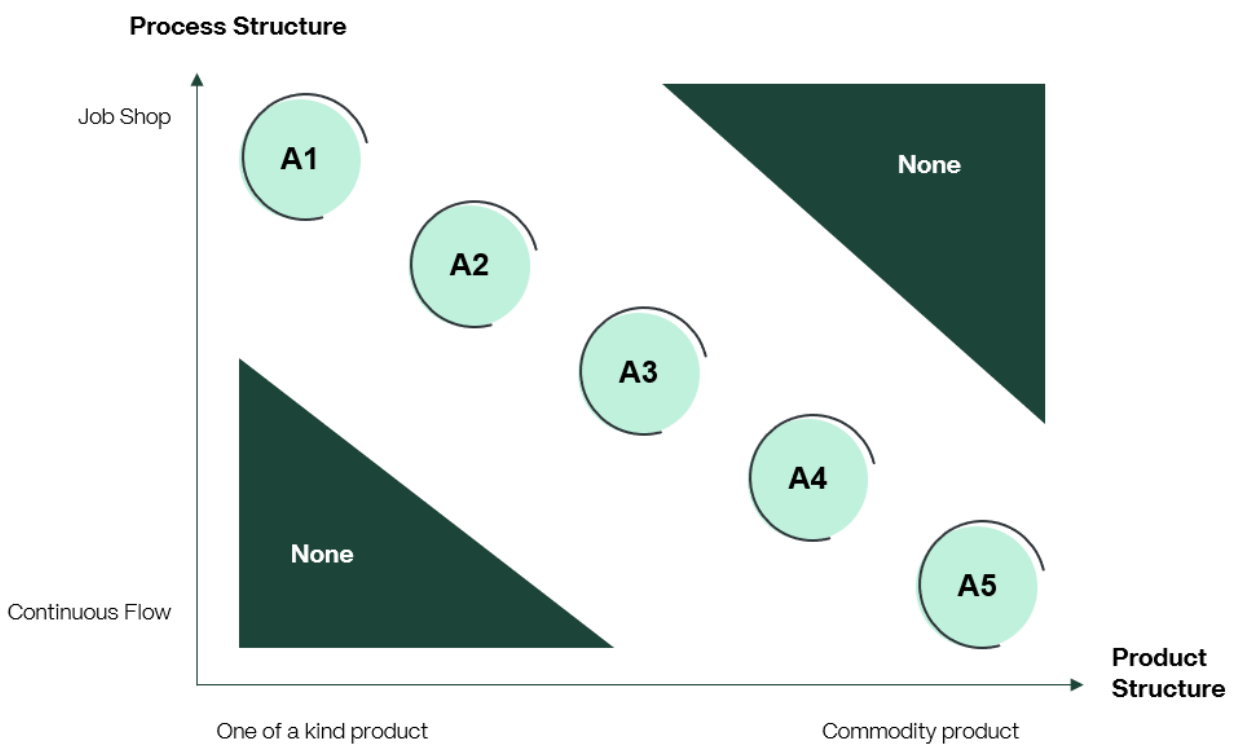 Process Structure
Job Shop
A1
None
A2
A3
A4
None
A5
Continuous Flow
Product
Structure
One of a kind product
Commodity product